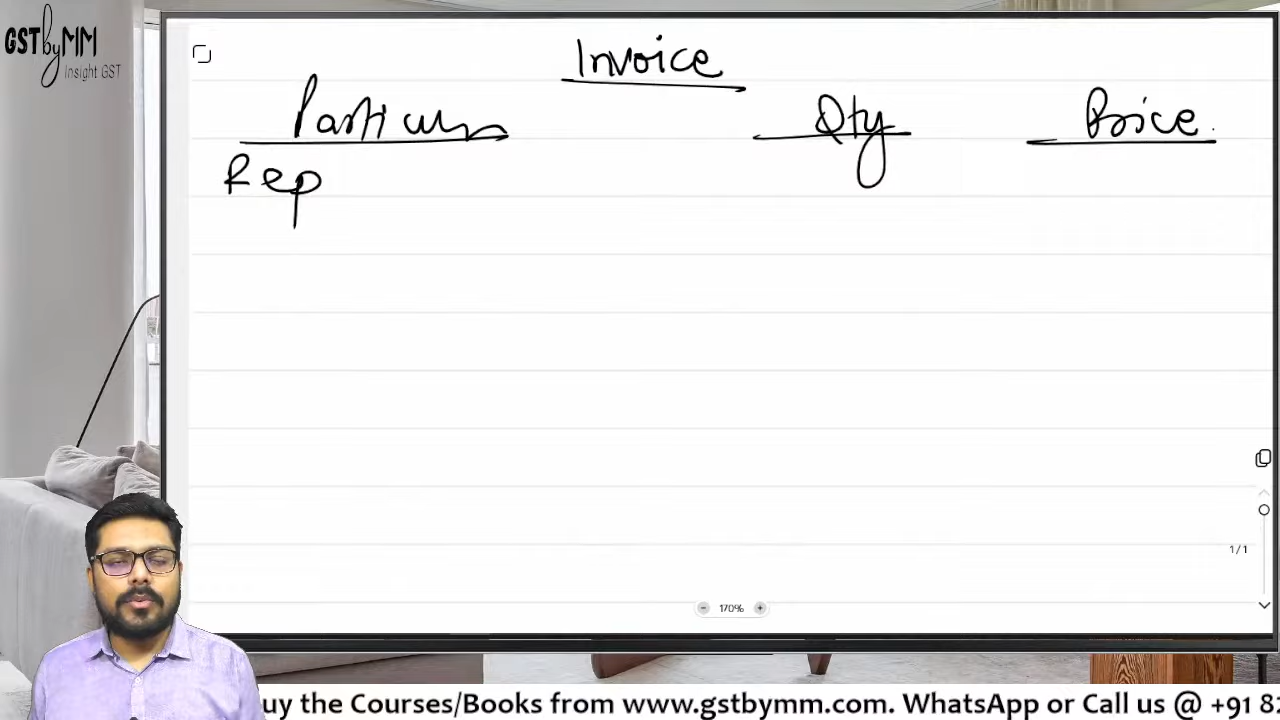 GSTbyMM
Insight GST
Invoice
Particulars Qty Price
Rep
1/1
170%
uy the Courses/Books from www.gstbymm.com. WhatsApp or Call us @ +91 82